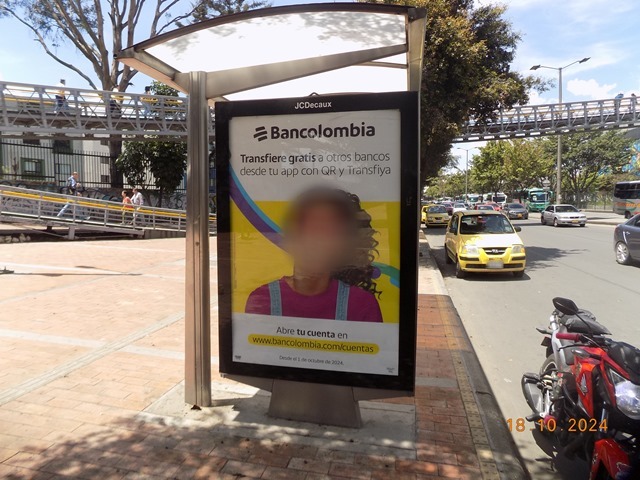 JCDecaux
Bancolombia
Transfiere gratis a otros bancos
desde tu app con QR y Transfiya
Abre tu cuenta en
www.bancolombia.com/cuentas
Desde el 1 de octubre de 2024.
18.10.2024